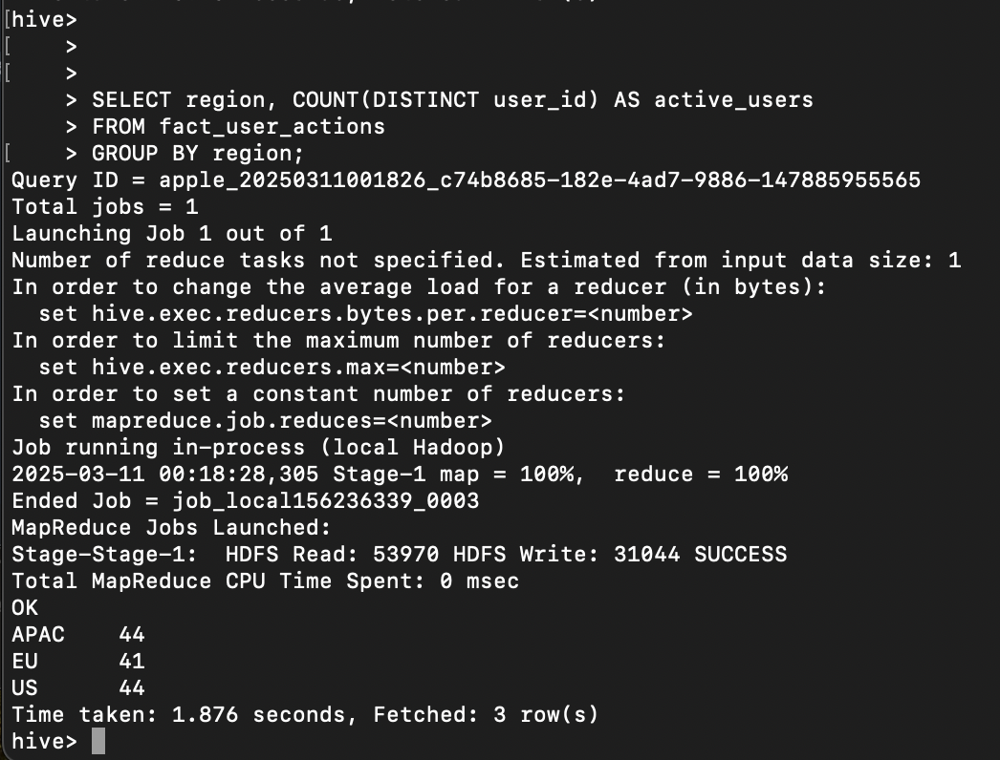 [hive>
[    >
[    >
    > SELECT region, COUNT(DISTINCT user_id) AS active_users
    > FROM fact_user_actions
[    > GROUP BY region;
Query ID = apple_20250311001826_c74b8685-182e-4ad7-9886-147885955565
Total jobs = 1
Launching Job 1 out of 1
Number of reduce tasks not specified. Estimated from input data size: 1
In order to change the average load for a reducer (in bytes):
  set hive.exec.reducers.bytes.per.reducer=<number>
In order to limit the maximum number of reducers:
  set hive.exec.reducers.max=<number>
In order to set a constant number of reducers:
  set mapreduce.job.reduces=<number>
Job running in-process (local Hadoop)
2025-03-11 00:18:28,305 Stage-1 map = 100%,  reduce = 100%
Ended Job = job_local156236339_0003
MapReduce Jobs Launched:
Stage-Stage-1:  HDFS Read: 53970 HDFS Write: 31044 SUCCESS
Total MapReduce CPU Time Spent: 0 msec
OK
APAC    44
EU      41
US      44
Time taken: 1.876 seconds, Fetched: 3 row(s)
hive>